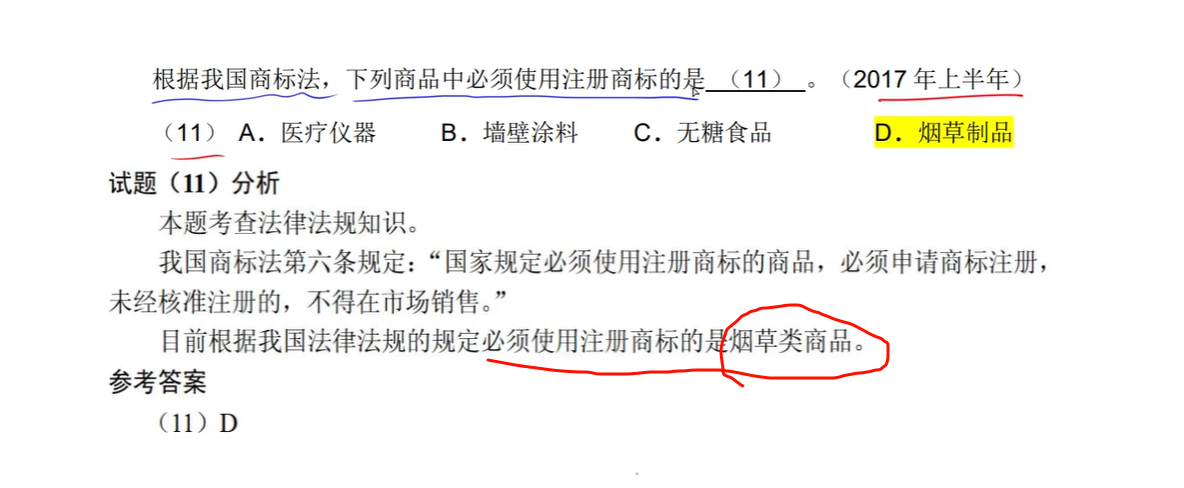 根据我国商标法，下列商品中必须使用注册商标的是 （11） 。（2017 年上半年）
（11） A．医疗仪器 B．墙壁涂料 C．无糖食品 D．烟草制品
试题（11）分析
本题考查法律法规知识。
我国商标法第六条规定：“国家规定必须使用注册商标的商品，必须申请商标注册，
未经核准注册的，不得在市场销售。”
目前根据我国法律法规的规定必须使用注册商标的是烟草类商品。
参考答案
（11）D